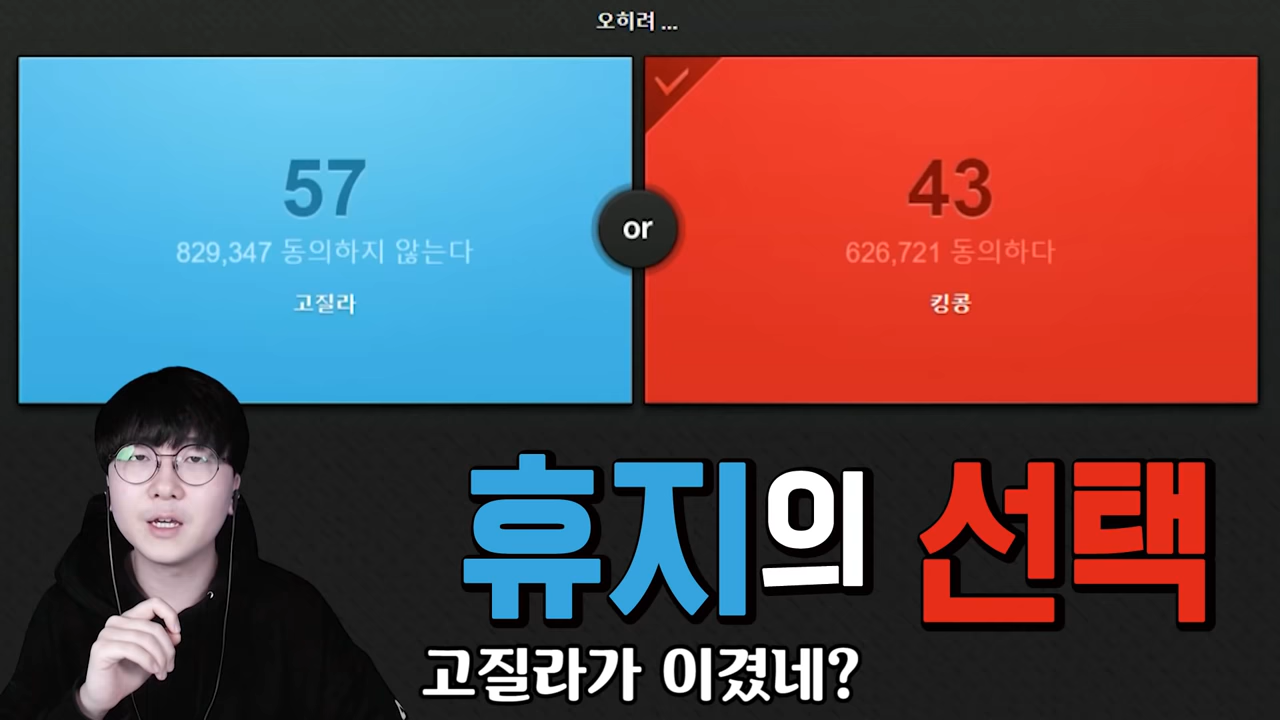 오히려 ...
57
829,347 동의하지 않는다
고질라
or
43
626,721 동의하다
킹콩
휴지의 선택
고질라가 이겼네?